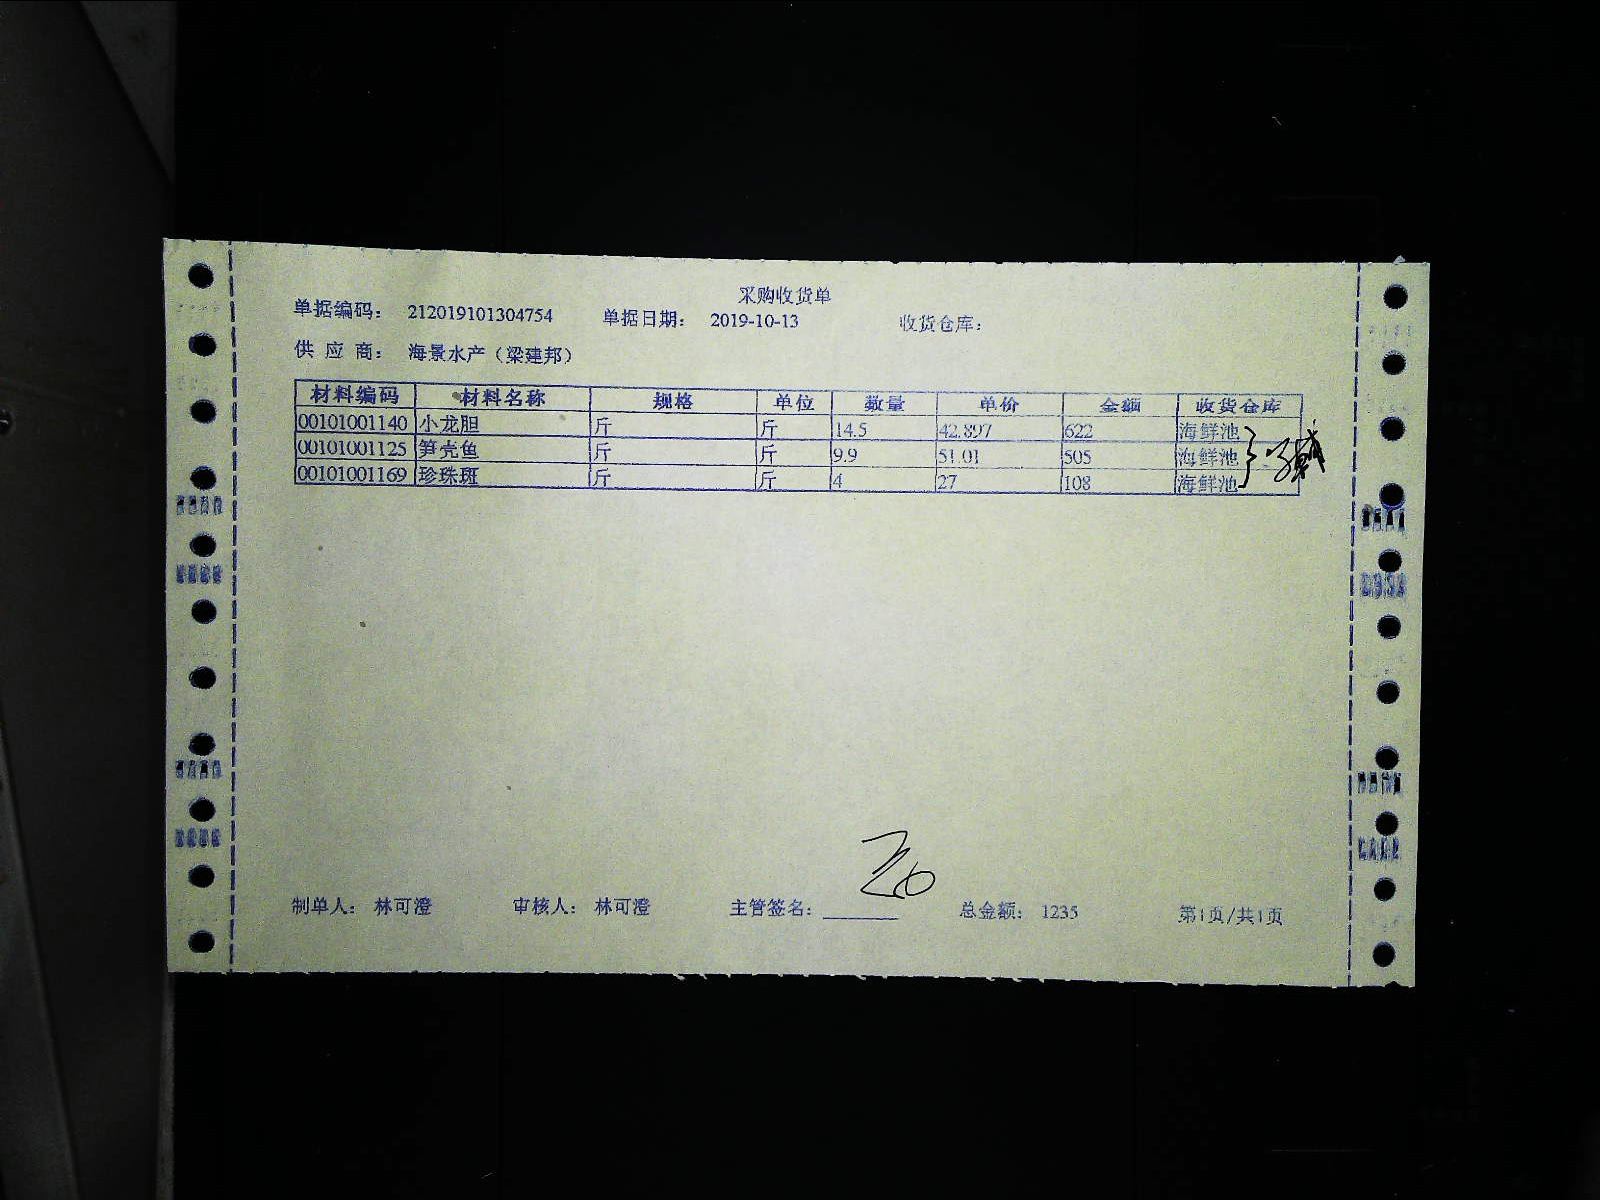 采购收货单
单据编码: 212019101304754 单据日期: 2019-10-13 收货仓库:
供 应 商: 海景水产（梁建邦）
材料编码 材料名称 规格 单位 数量 单价 金额 收货仓库
00101001140 小龙胆 斤 斤 14.5 42.897 622 海鲜池
00101001125 笋壳鱼 斤 斤 9.9 51.01 505 海鲜池
00101001169 珍珠斑 斤 斤 4 27 108 海鲜池
制单人: 林可澄 审核人: 林可澄 主管签名: 总金额: 1235 第1页/共1页